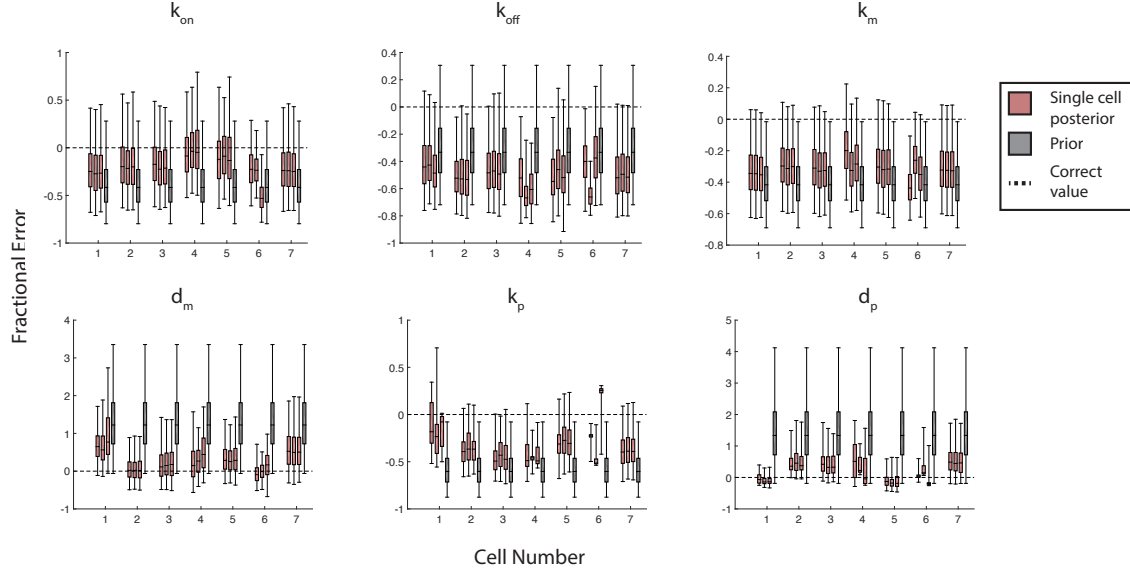 k_on
k_off
k_m
1
0.5
0
-0.5
-1
1 2 3 4 5 6 7
0.4
0.2
0
-0.2
-0.4
-0.6
-0.8
-1
1 2 3 4 5 6 7
0.4
0.2
0
-0.2
-0.4
-0.6
-0.8
1 2 3 4 5 6 7
Single cell
posterior
Prior
Correct
value
Fractional Error
d_m
k_p
d_p
4
3
2
1
0
-1
1 2 3 4 5 6 7
1
0.5
0
-0.5
-1
1 2 3 4 5 6 7
5
4
3
2
1
0
-1
1 2 3 4 5 6 7
Cell Number